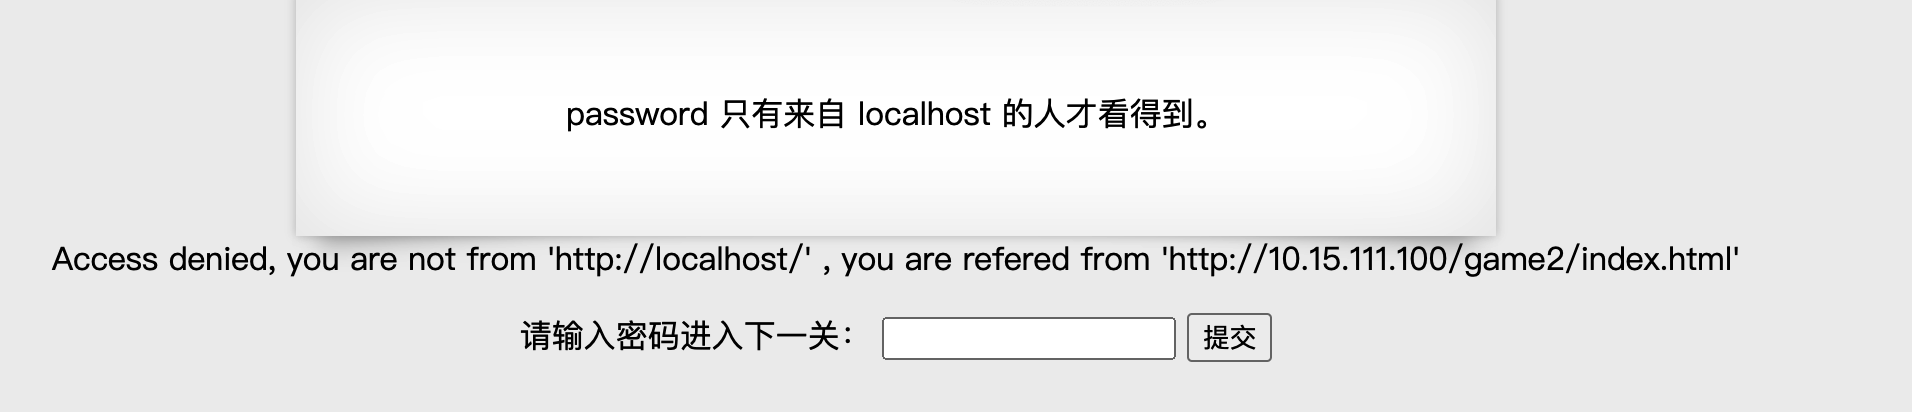 password 只有来自 localhost 的人才看得到。
Access denied, you are not from 'http://localhost/' , you are refered from 'http://10.15.111.100/game2/index.html'
请输入密码进入下一关： 提交